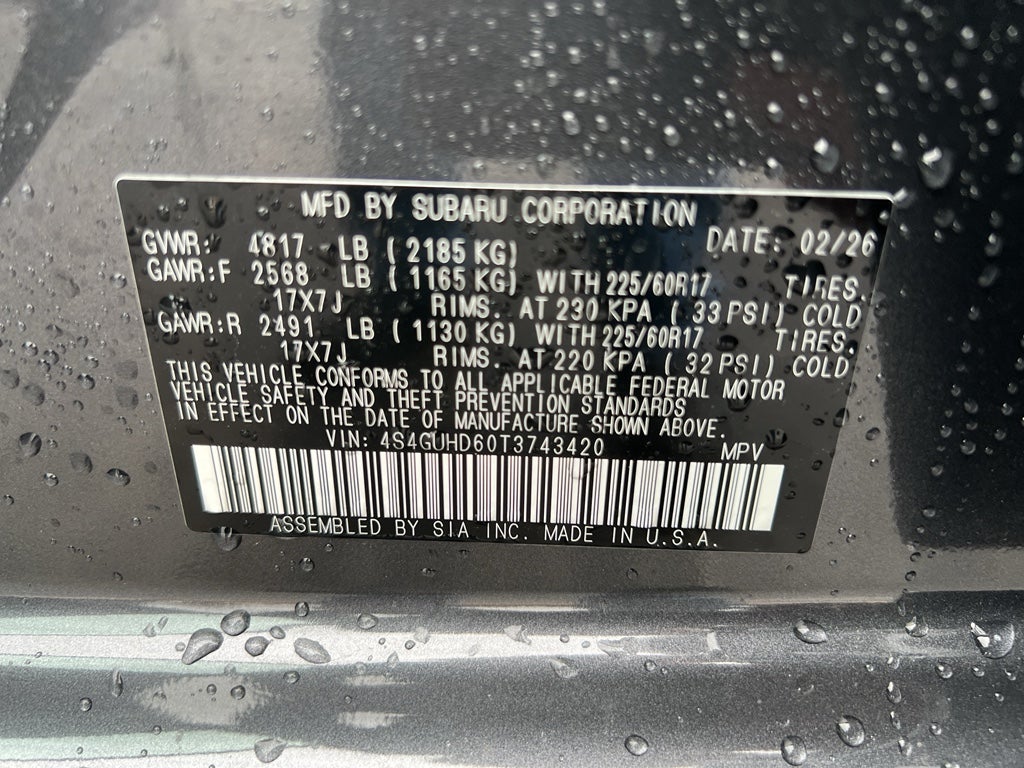 MFD BY SUBARU CORPORATION
DATE: 02/26
GVWR: 4817 LB ( 2185 KG)
GAWR:F 2568 LB ( 1165 KG) WITH 225/60R17 TIRES.
17X7J RIMS. AT 230 KPA ( 33 PSI) COLD
GAWR:R 2491 LB ( 1130 KG) WITH 225/60R17 TIRES.
17X7J RIMS. AT 220 KPA ( 32 PSI) COLD
THIS VEHICLE CONFORMS TO ALL APPLICABLE FEDERAL MOTOR
VEHICLE SAFETY AND THEFT PREVENTION STANDARDS
IN EFFECT ON THE DATE OF MANUFACTURE SHOWN ABOVE.
VIN: 4S4GUHD60T3743420 MPV
ASSEMBLED BY SIA INC. MADE IN U.S.A.